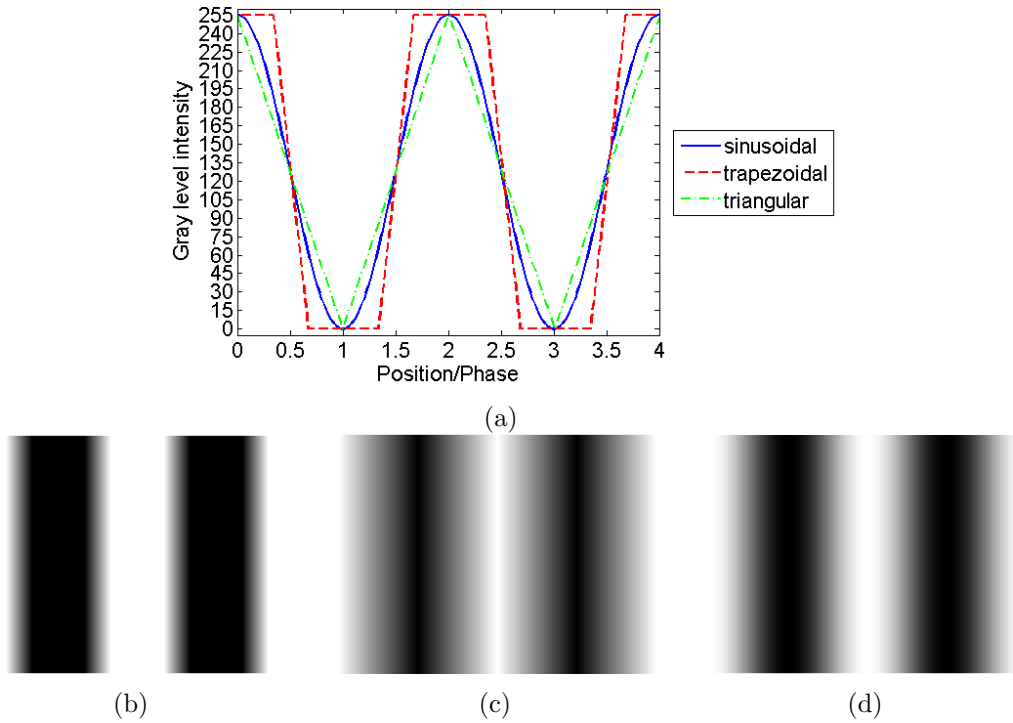 255
240
225
210
195
180
165
150
135
120
105
90
75
60
45
30
15
0
Gray level intensity
0 0.5 1 1.5 2 2.5 3 3.5 4
Position/Phase
sinusoidal
trapezoidal
triangular
(a)
(b) (c) (d)